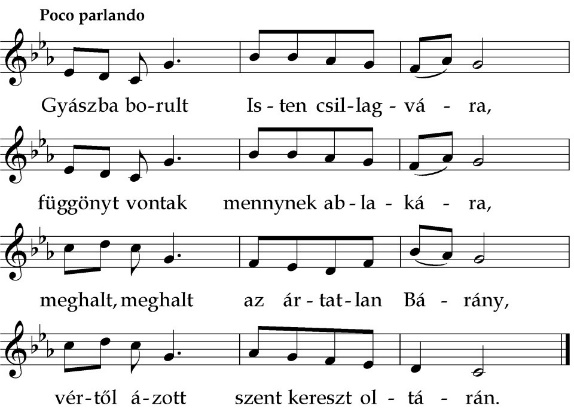 Poco parlando
Gyászba bo-rult Is-ten csil-lag-vá-ra,
függönyt vontak mennynek ab-la-ká-ra,
meghalt, meghalt az ár-tat-lan Bá-rány,
vér-től á-zott szent kereszt ol-tá-rán.